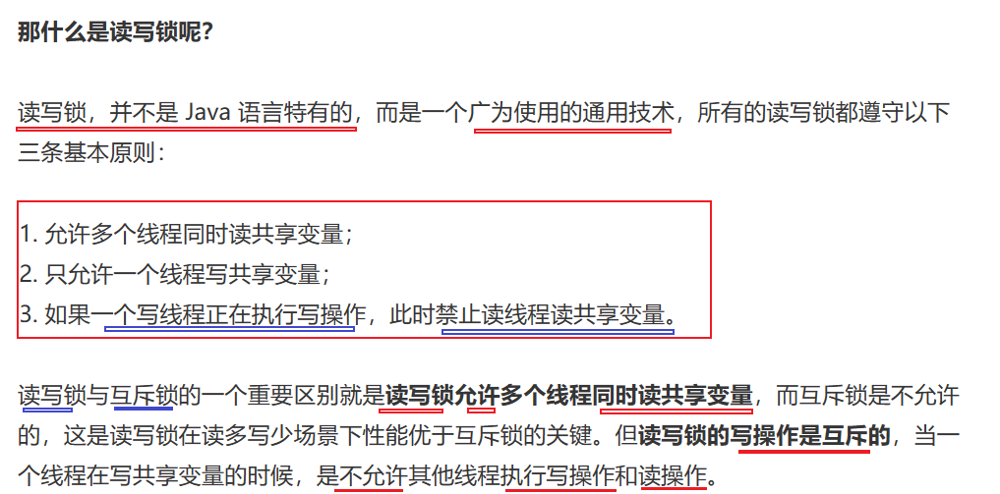 那什么是读写锁呢？
读写锁，并不是 Java 语言特有的，而是一个广为使用的通用技术，所有的读写锁都遵守以下
三条基本原则：
1. 允许多个线程同时读共享变量；
2. 只允许一个线程写共享变量；
3. 如果一个写线程正在执行写操作，此时禁止读线程读共享变量。
读写锁与互斥锁的一个重要区别就是读写锁允许多个线程同时读共享变量，而互斥锁是不允许
的，这是读写锁在读多写少场景下性能优于互斥锁的关键。但读写锁的写操作是互斥的，当一
个线程在写共享变量的时候，是不允许其他线程执行写操作和读操作。